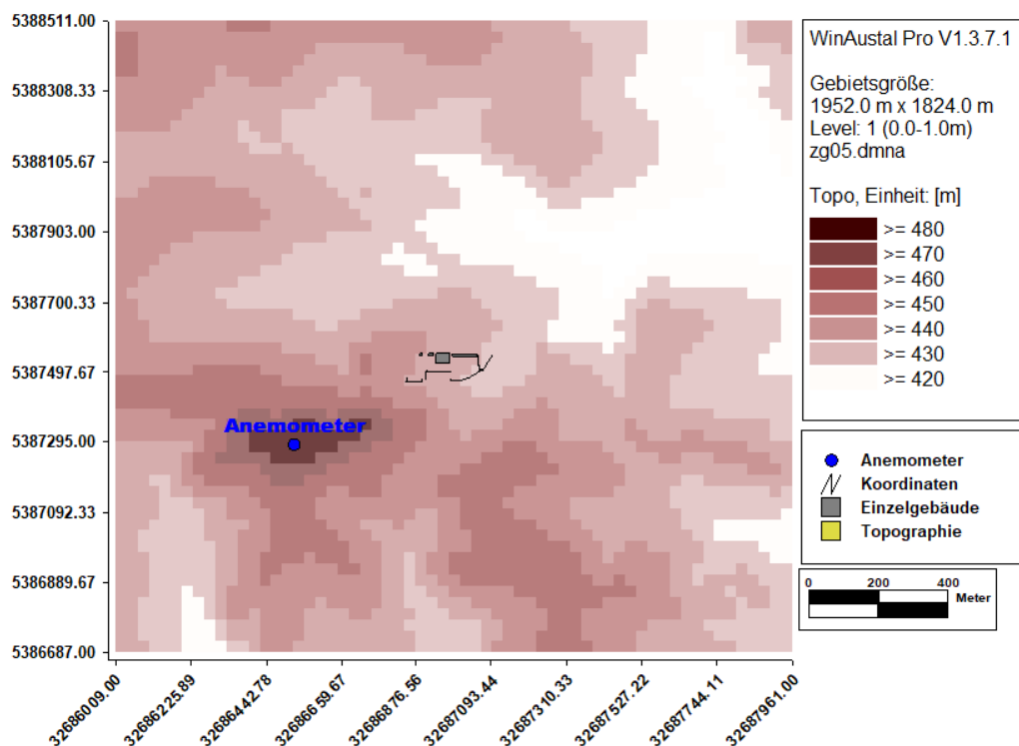 5388511.00
5388308.33
5388105.67
5387903.00
5387700.33
5387497.67
5387295.00
5387092.33
5386889.67
5386687.00
Anemometer
32686009.00
32686225.89
32686442.78
32686659.67
32686876.56
32687093.44
32687310.33
32687527.22
32687744.11
32687961.00
WinAustal Pro V1.3.7.1
Gebietsgröße:
1952.0 m x 1824.0 m
Level: 1 (0.0-1.0m)
zg05.dmna
Topo, Einheit: [m]
>= 480
>= 470
>= 460
>= 450
>= 440
>= 430
>= 420
Anemometer
Koordinaten
Einzelgebäude
Topographie
0 200 400
Meter